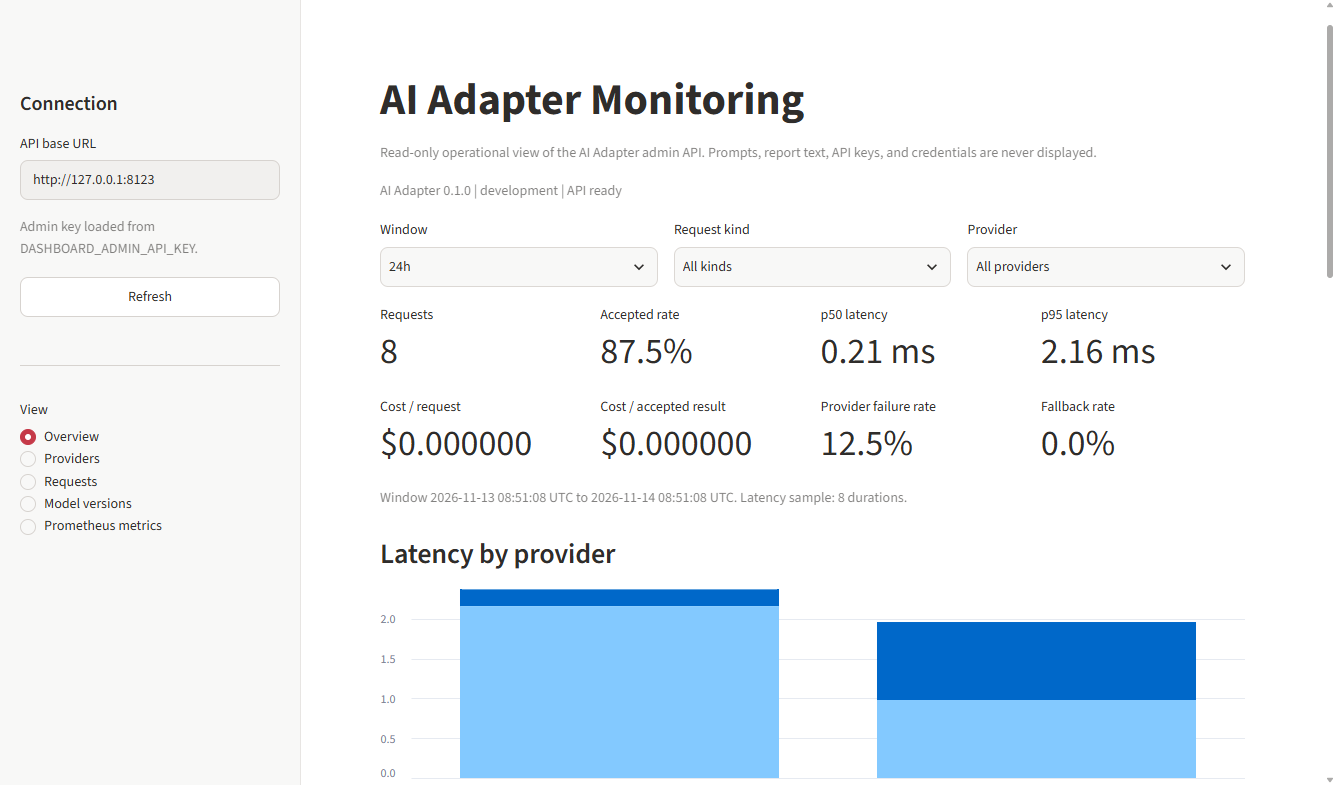 Connection
API base URL
http://127.0.0.1:8123
Admin key loaded from
DASHBOARD_ADMIN_API_KEY.
Refresh
View
Overview
Providers
Requests
Model versions
Prometheus metrics
AI Adapter Monitoring
Read-only operational view of the AI Adapter admin API. Prompts, report text, API keys, and credentials are never displayed.
AI Adapter 0.1.0 | development | API ready
Window Request kind Provider
24h All kinds All providers
Requests Accepted rate p50 latency p95 latency
8 87.5% 0.21 ms 2.16 ms
Cost / request Cost / accepted result Provider failure rate Fallback rate
$0.000000 $0.000000 12.5% 0.0%
Window 2026-11-13 08:51:08 UTC to 2026-11-14 08:51:08 UTC. Latency sample: 8 durations.
Latency by provider
2.0
1.5
1.0
0.5
0.0